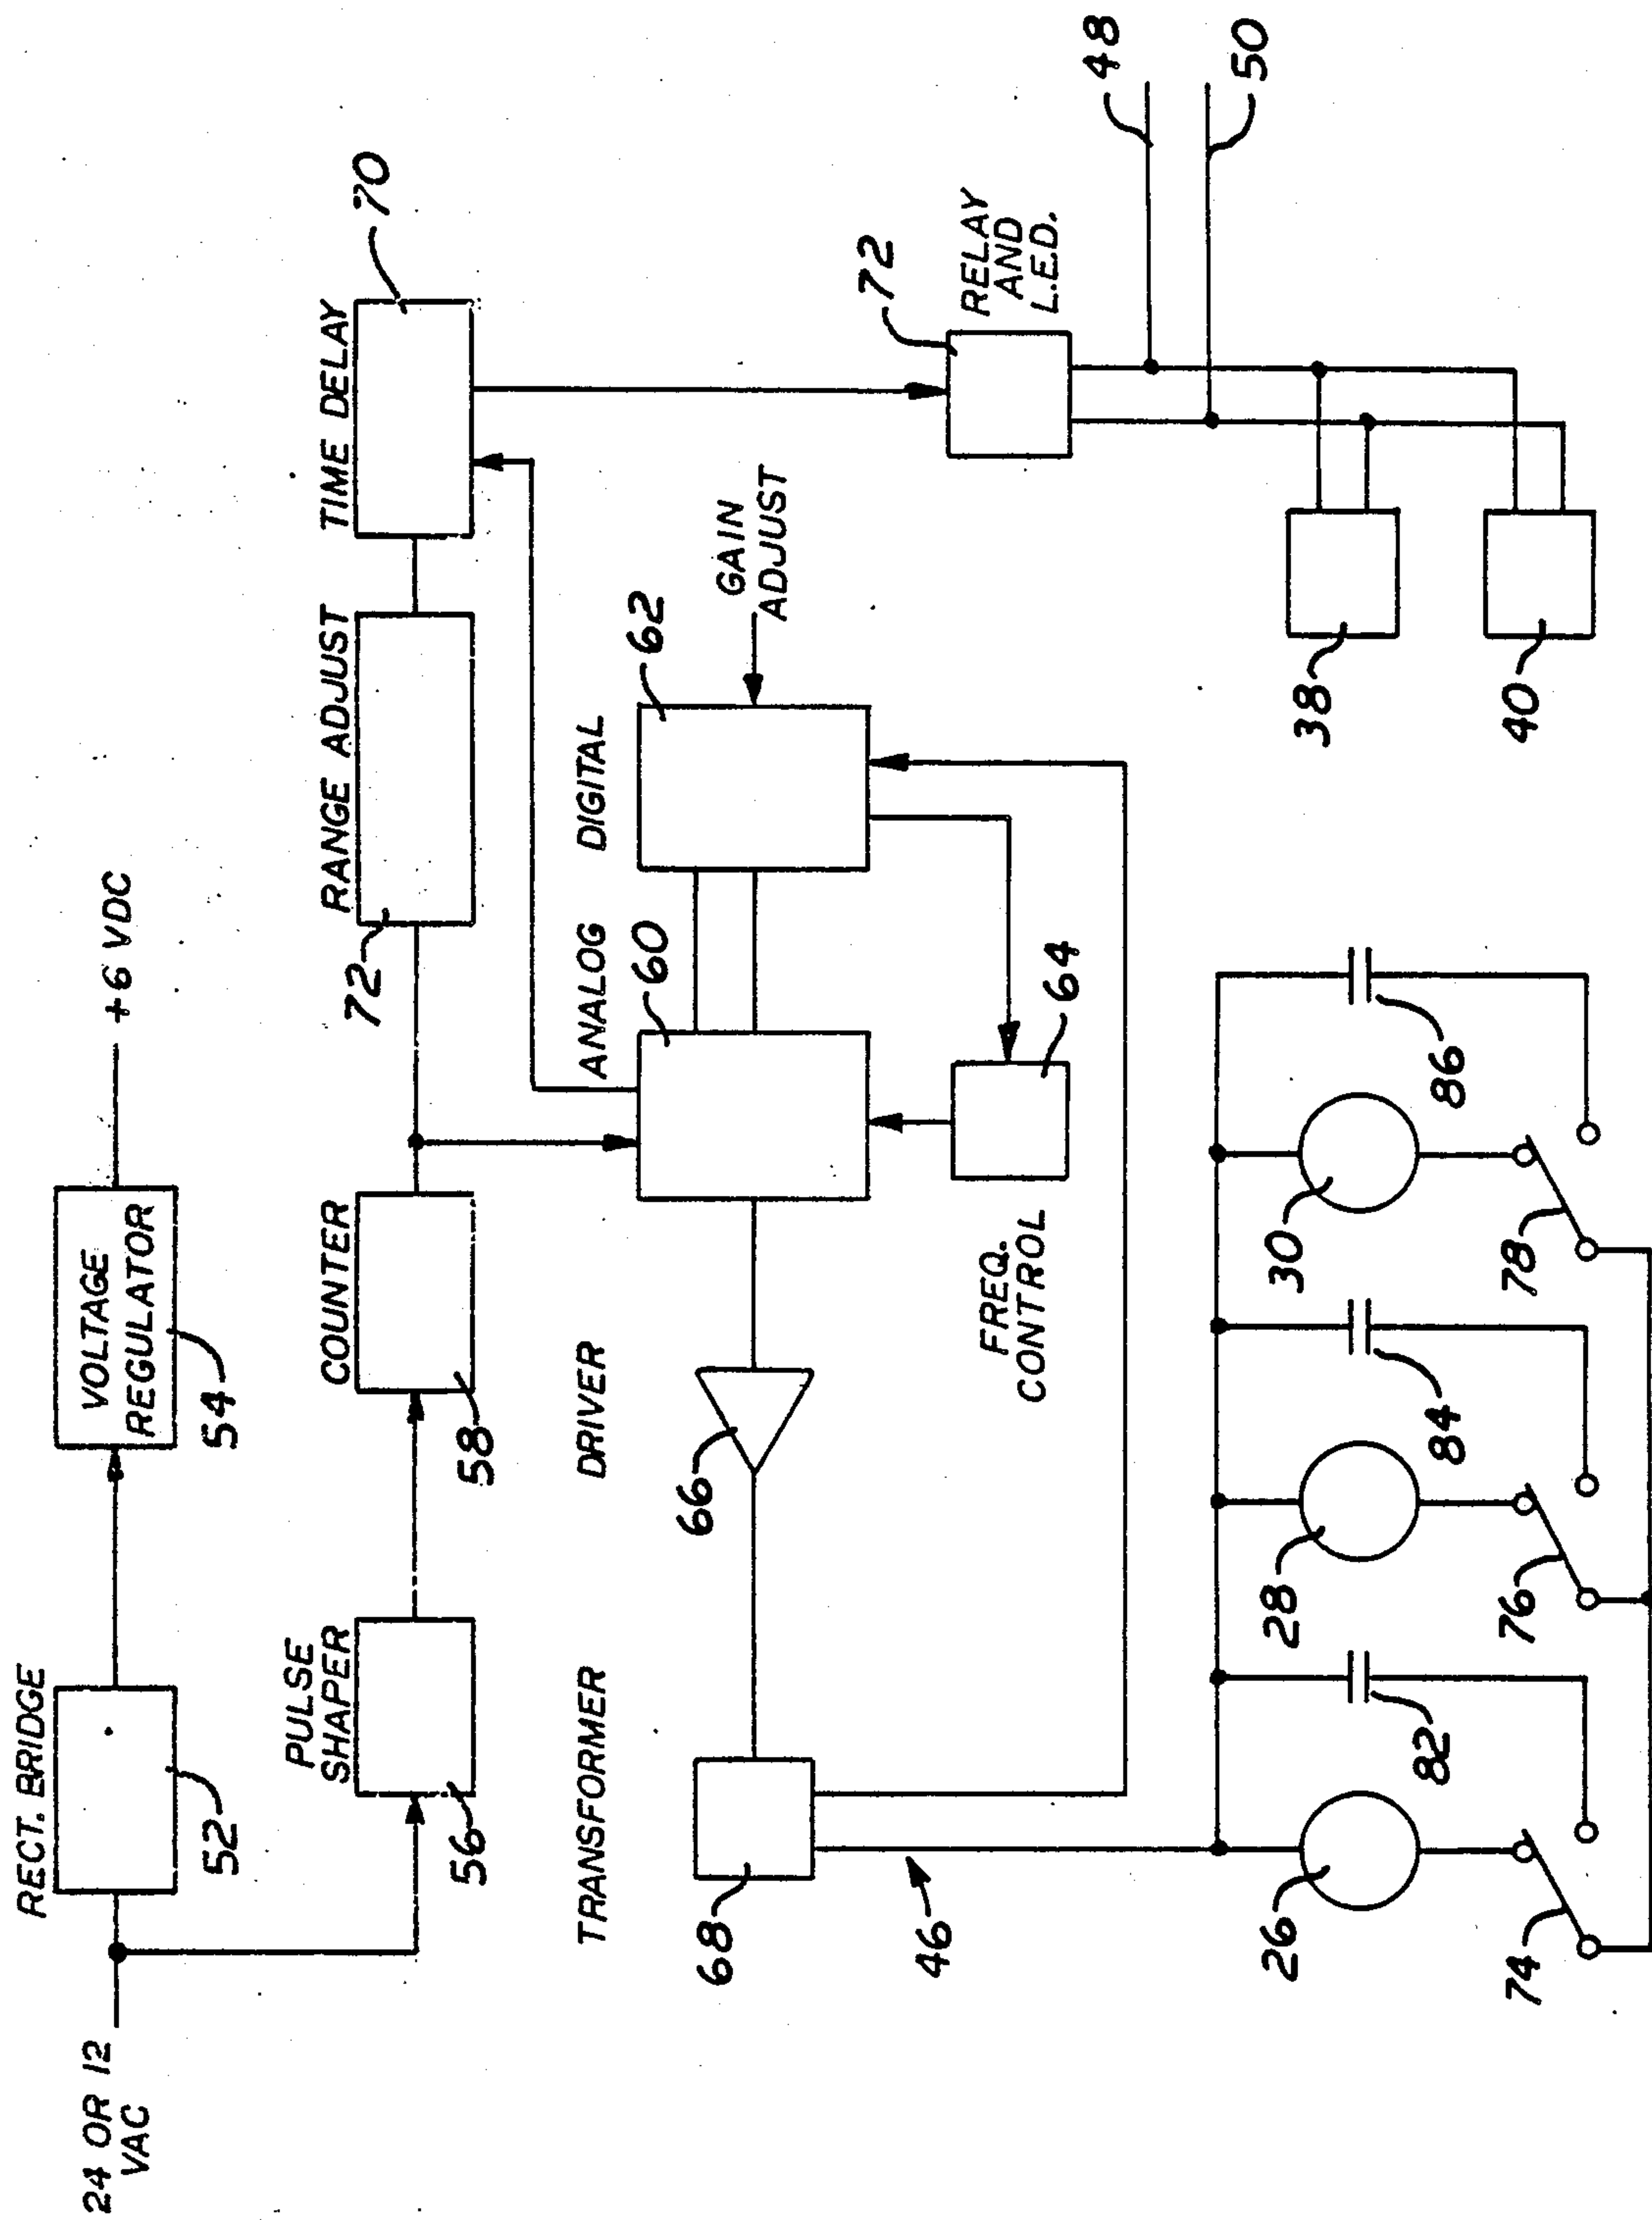 24 OR 12
VAC
RECT. BRIDGE
52
VOLTAGE
REGULATOR
54
+6 VDC
PULSE
SHAPER
56
COUNTER
58
RANGE ADJUST
72
TIME DELAY
70
TRANSFORMER
68
DRIVER
66
ANALOG
60
DIGITAL
62
GAIN
ADJUST
FREQ.
CONTROL
64
72
RELAY
AND
L.E.D.
48
50
38
40
46
26
82
74
28
84
76
30
86
78